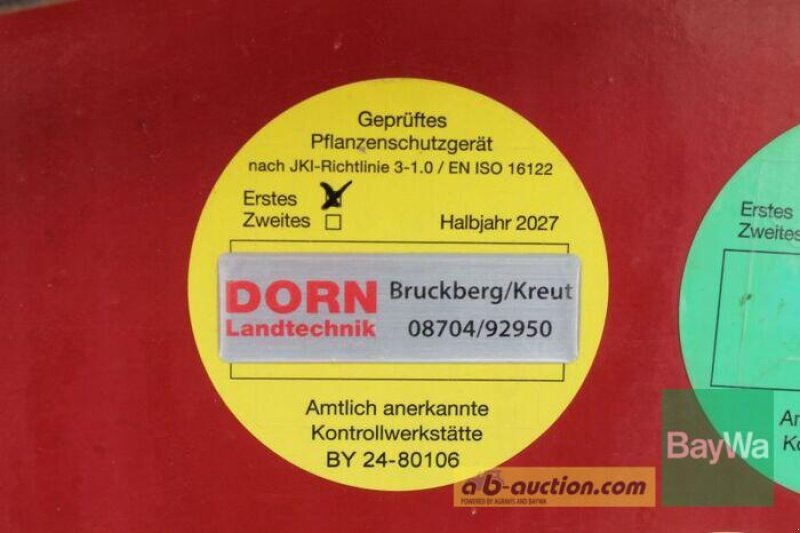 Geprüftes
Pflanzenschutzgerät
nach JKI-Richtlinie 3-1.0 / EN ISO 16122
Erstes
Zweites Halbjahr 2027
DORN Bruckberg/Kreut
Landtechnik 08704/92950
Amtlich anerkannte
Kontrollwerkstätte
BY 24-80106
Erstes
Zweites
BayWa
ab-auction.com
POWERED BY AGRAVIS AND BAYWA